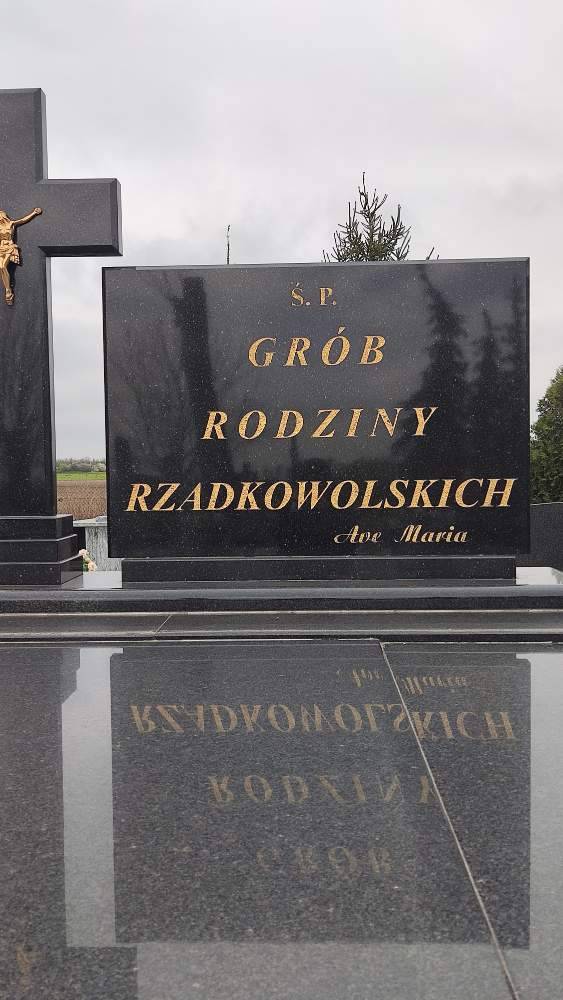 Ś. P.
GRÓB
RODZINY
RZADKOWOLSKICH
Ave Maria